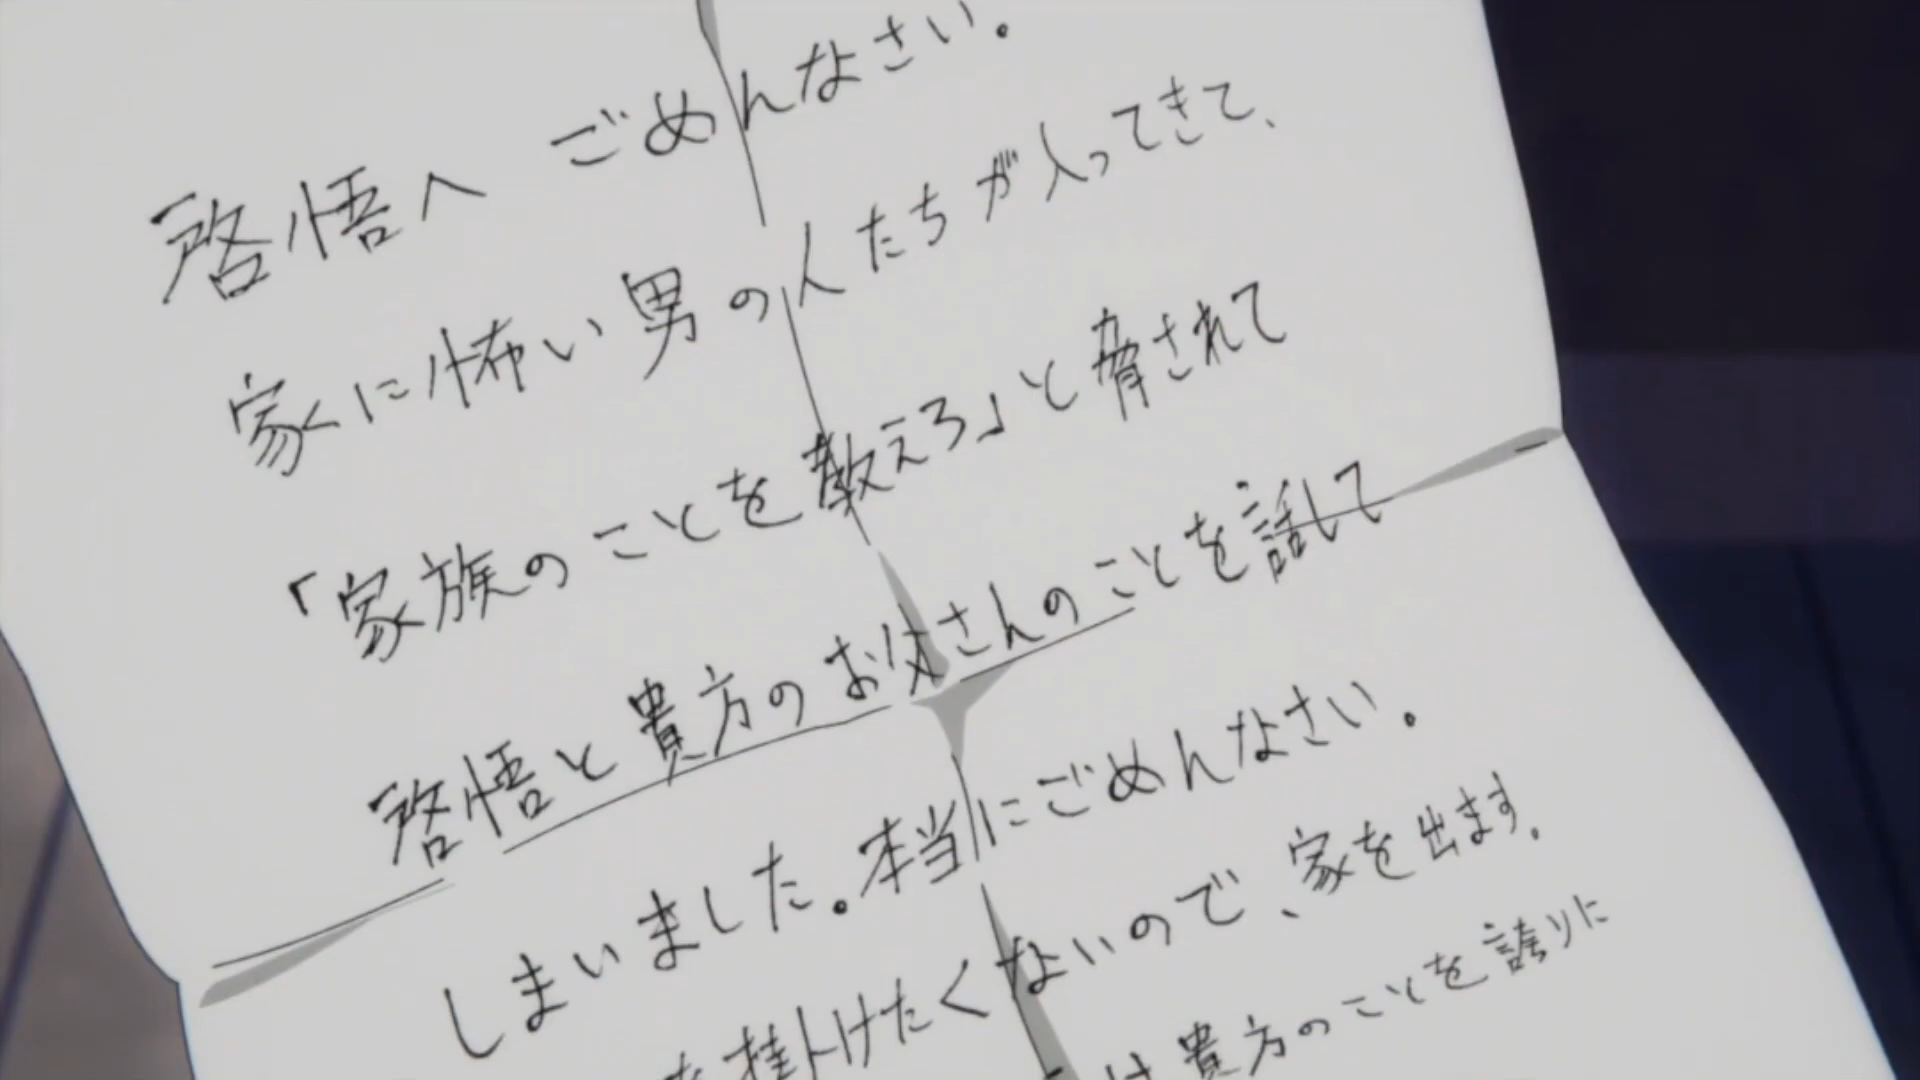 啓悟へ ごめんなさい。
家に怖い男の人たちが入ってきて、
「家族のことを教えろ」と脅されて
啓悟と貴方のお父さんのことを話して
しまいました。本当にごめんなさい。
を掛けたくないので、家を出ます。
は貴方のことを誇りに